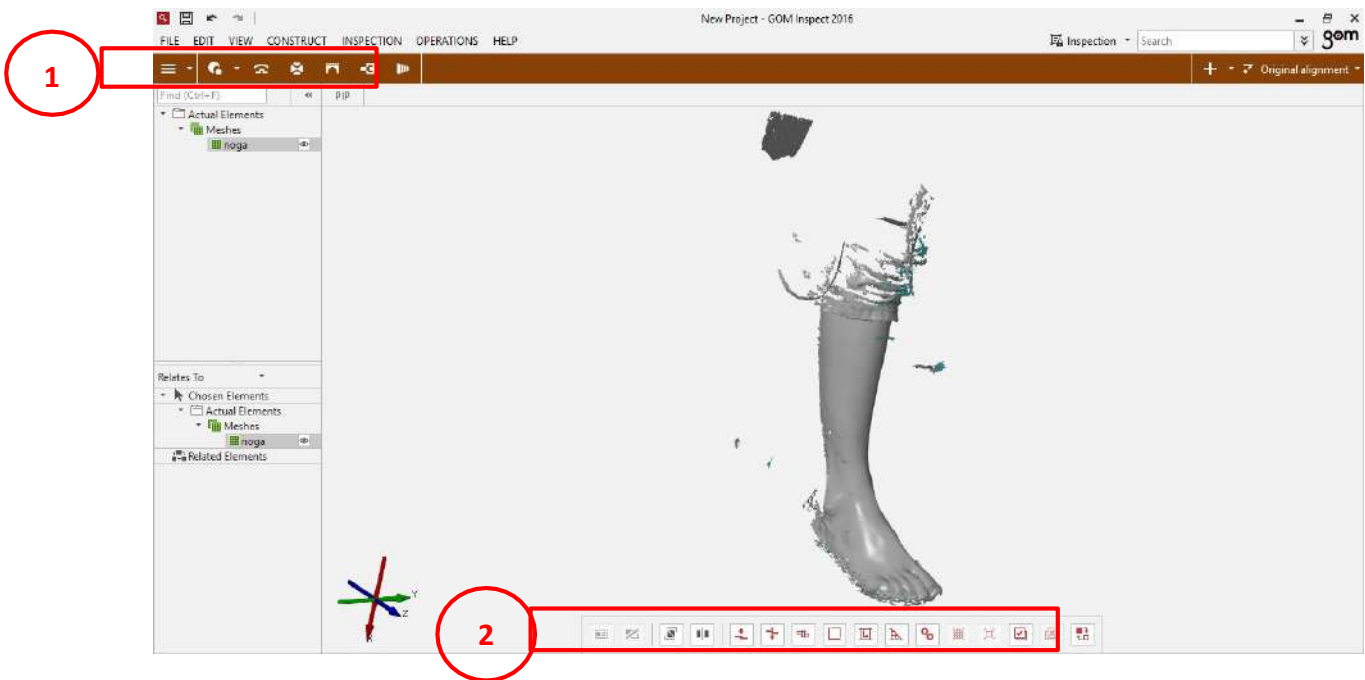 New Project - GOM Inspect 2016
FILE EDIT VIEW CONSTRUCT INSPECTION OPERATIONS HELP
Inspection Search gom
1
Original alignment
Find (Ctrl+F) PIP
Actual Elements
Meshes
noga
Relates To
Chosen Elements
Actual Elements
Meshes
noga
Related Elements
Y
Z
X
2